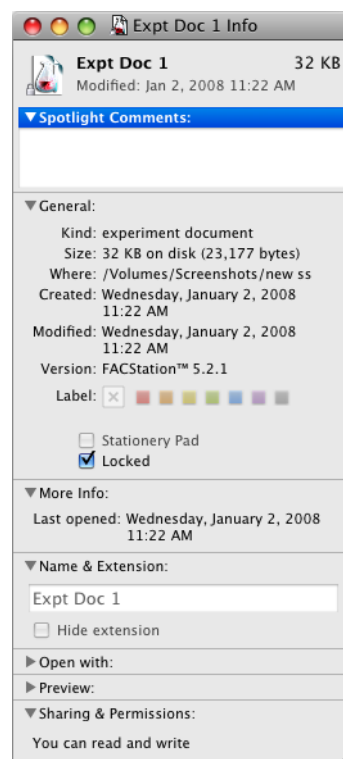 Expt Doc 1 Info
Expt Doc 1 32 KB
Modified: Jan 2, 2008 11:22 AM
Spotlight Comments:
General:
Kind: experiment document
Size: 32 KB on disk (23,177 bytes)
Where: /Volumes/Screenshots/new ss
Created: Wednesday, January 2, 2008
11:22 AM
Modified: Wednesday, January 2, 2008
11:22 AM
Version: FACStation™ 5.2.1
Label:
Stationery Pad
Locked
More Info:
Last opened: Wednesday, January 2, 2008
11:22 AM
Name & Extension:
Expt Doc 1
Hide extension
Open with:
Preview:
Sharing & Permissions:
You can read and write